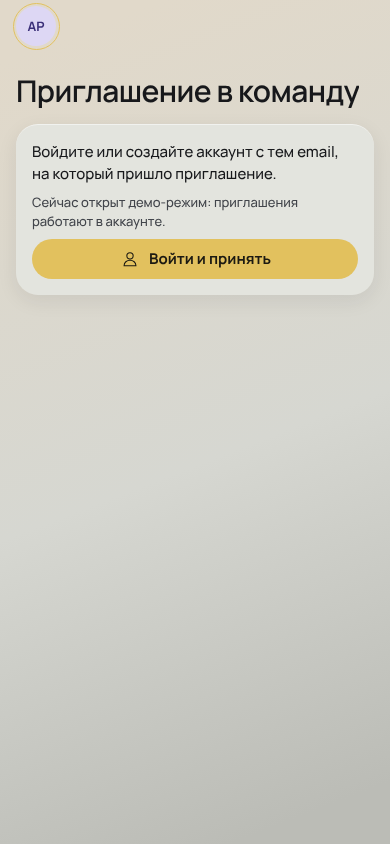 AP
Приглашение в команду
Войдите или создайте аккаунт с тем email,
на который пришло приглашение.
Сейчас открыт демо-режим: приглашения
работают в аккаунте.
Войти и принять